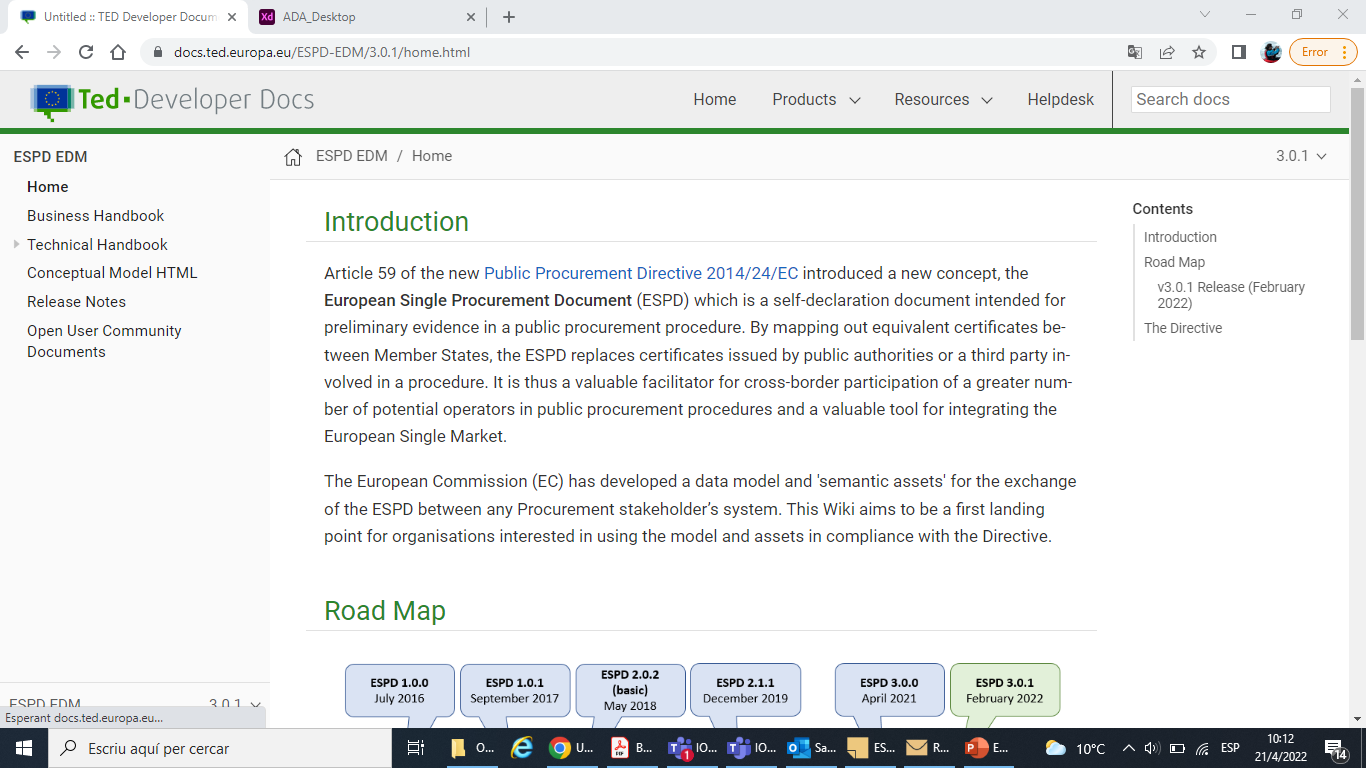 Untitled :: TED Developer Docum
Xd ADA_Desktop
docs.ted.europa.eu/ESPD-EDM/3.0.1/home.html
Error
Ted·Developer Docs
Home Products Resources Helpdesk
Search docs
ESPD EDM
Home
Business Handbook
Technical Handbook
Conceptual Model HTML
Release Notes
Open User Community
Documents
ESPD EDM 3.0.1
Esperant docs.ted.europa.eu...
ESPD EDM / Home
3.0.1
Introduction
Article 59 of the new Public Procurement Directive 2014/24/EC introduced a new concept, the
European Single Procurement Document (ESPD) which is a self-declaration document intended for
preliminary evidence in a public procurement procedure. By mapping out equivalent certificates be-
tween Member States, the ESPD replaces certificates issued by public authorities or a third party in-
volved in a procedure. It is thus a valuable facilitator for cross-border participation of a greater num-
ber of potential operators in public procurement procedures and a valuable tool for integrating the
European Single Market.
The European Commission (EC) has developed a data model and 'semantic assets' for the exchange
of the ESPD between any Procurement stakeholder’s system. This Wiki aims to be a first landing
point for organisations interested in using the model and assets in compliance with the Directive.
Road Map
ESPD 1.0.0
July 2016
ESPD 1.0.1
September 2017
ESPD 2.0.2
(basic)
May 2018
ESPD 2.1.1
December 2019
ESPD 3.0.0
April 2021
ESPD 3.0.1
February 2022
Contents
Introduction
Road Map
v3.0.1 Release (February
2022)
The Directive
Escriu aquí per cercar
O... U... B... IO... IO... Sa... ES... R... E...
1
10°C
ESP
10:12
21/4/2022
14